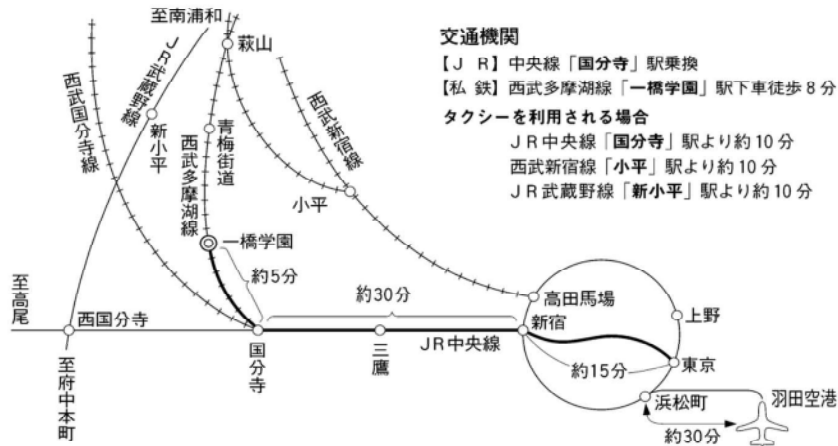 交通機関
【ＪＲ】中央線「国分寺」駅乗換
【私鉄】西武多摩湖線「一橋学園」駅下車徒歩８分
タクシーを利用される場合
ＪＲ中央線「国分寺」駅より約10分
西武新宿線「小平」駅より約10分
ＪＲ武蔵野線「新小平」駅より約10分
至南浦和
萩山
ＪＲ武蔵野線
西武国分寺線
新小平
青梅街道
西武多摩湖線
西武新宿線
小平
一橋学園
約5分
約30分
至高尾
西国分寺
国分寺
三鷹
ＪＲ中央線
至府中本町
高田馬場
新宿
上野
約15分
東京
浜松町
羽田空港
約30分